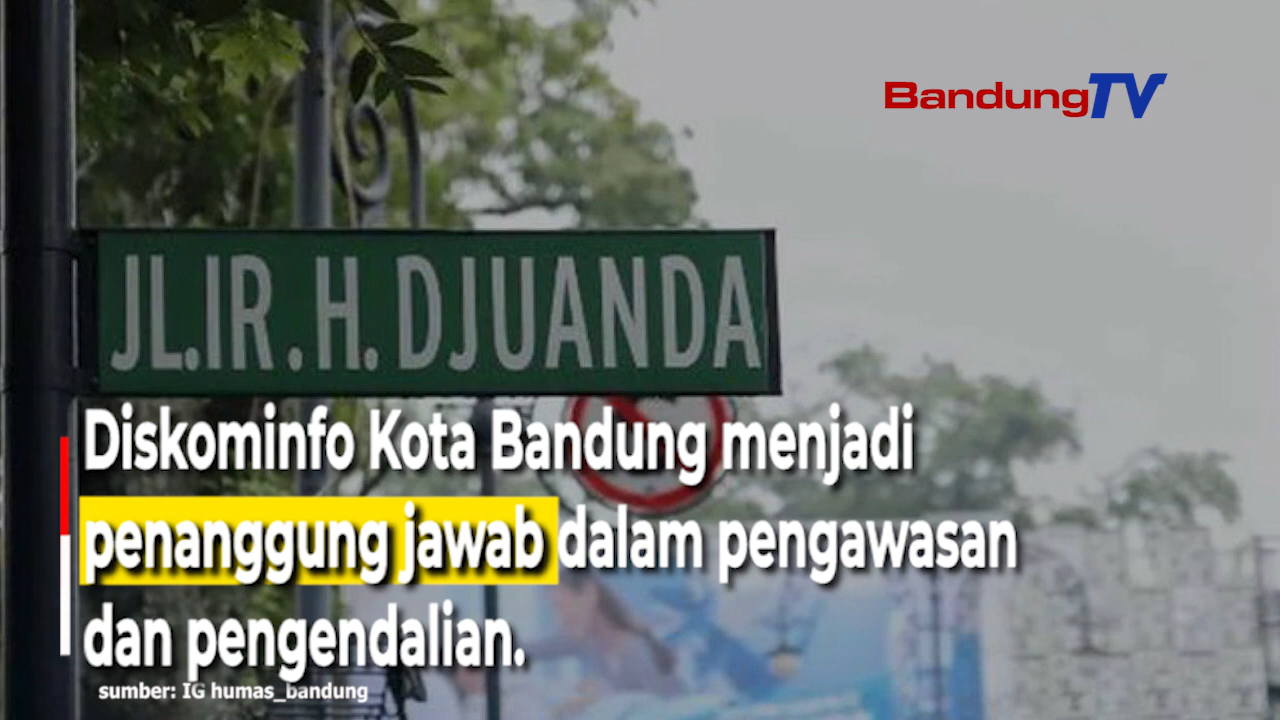 BandungTV
JL.IR.H.DJUANDA
Diskominfo Kota Bandung menjadi
penanggung jawab dalam pengawasan
dan pengendalian.
sumber: IG humas_bandung